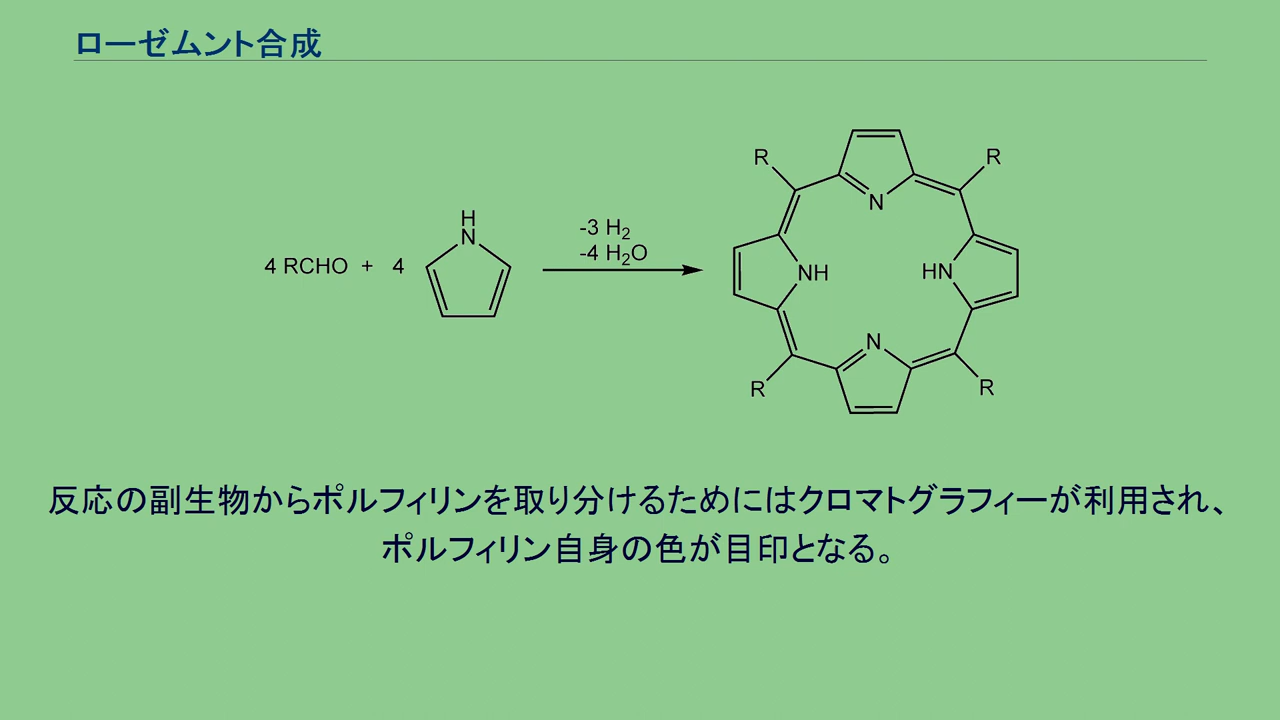 ローゼムント合成
R R
N
H
N
-3 H₂
-4 H₂O
4 RCHO + 4
NH HN
N
R R
反応の副生物からポルフィリンを取り分けるためにはクロマトグラフィーが利用され、
ポルフィリン自身の色が目印となる。